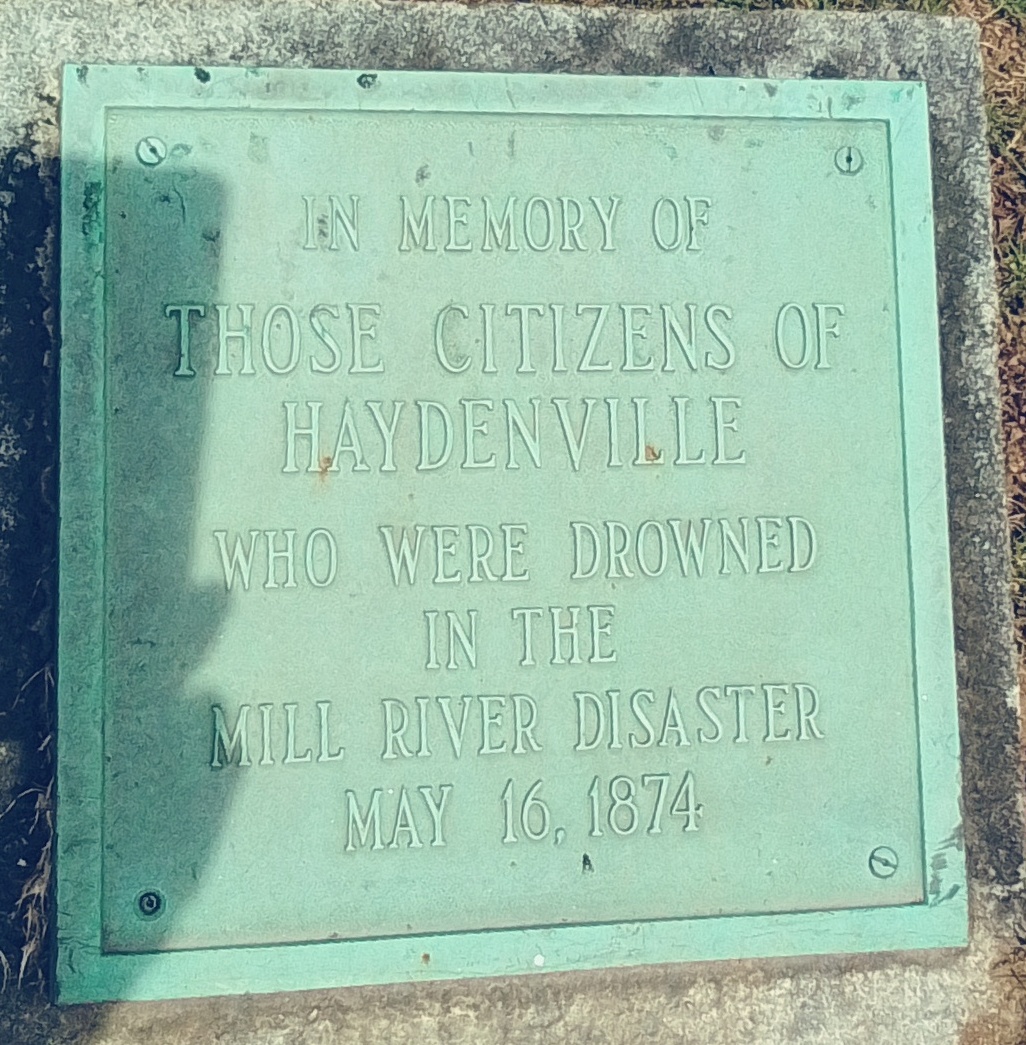 IN MEMORY OF
THOSE CITIZENS OF
HAYDENVILLE
WHO WERE DROWNED
IN THE
MILL RIVER DISASTER
MAY 16, 1874